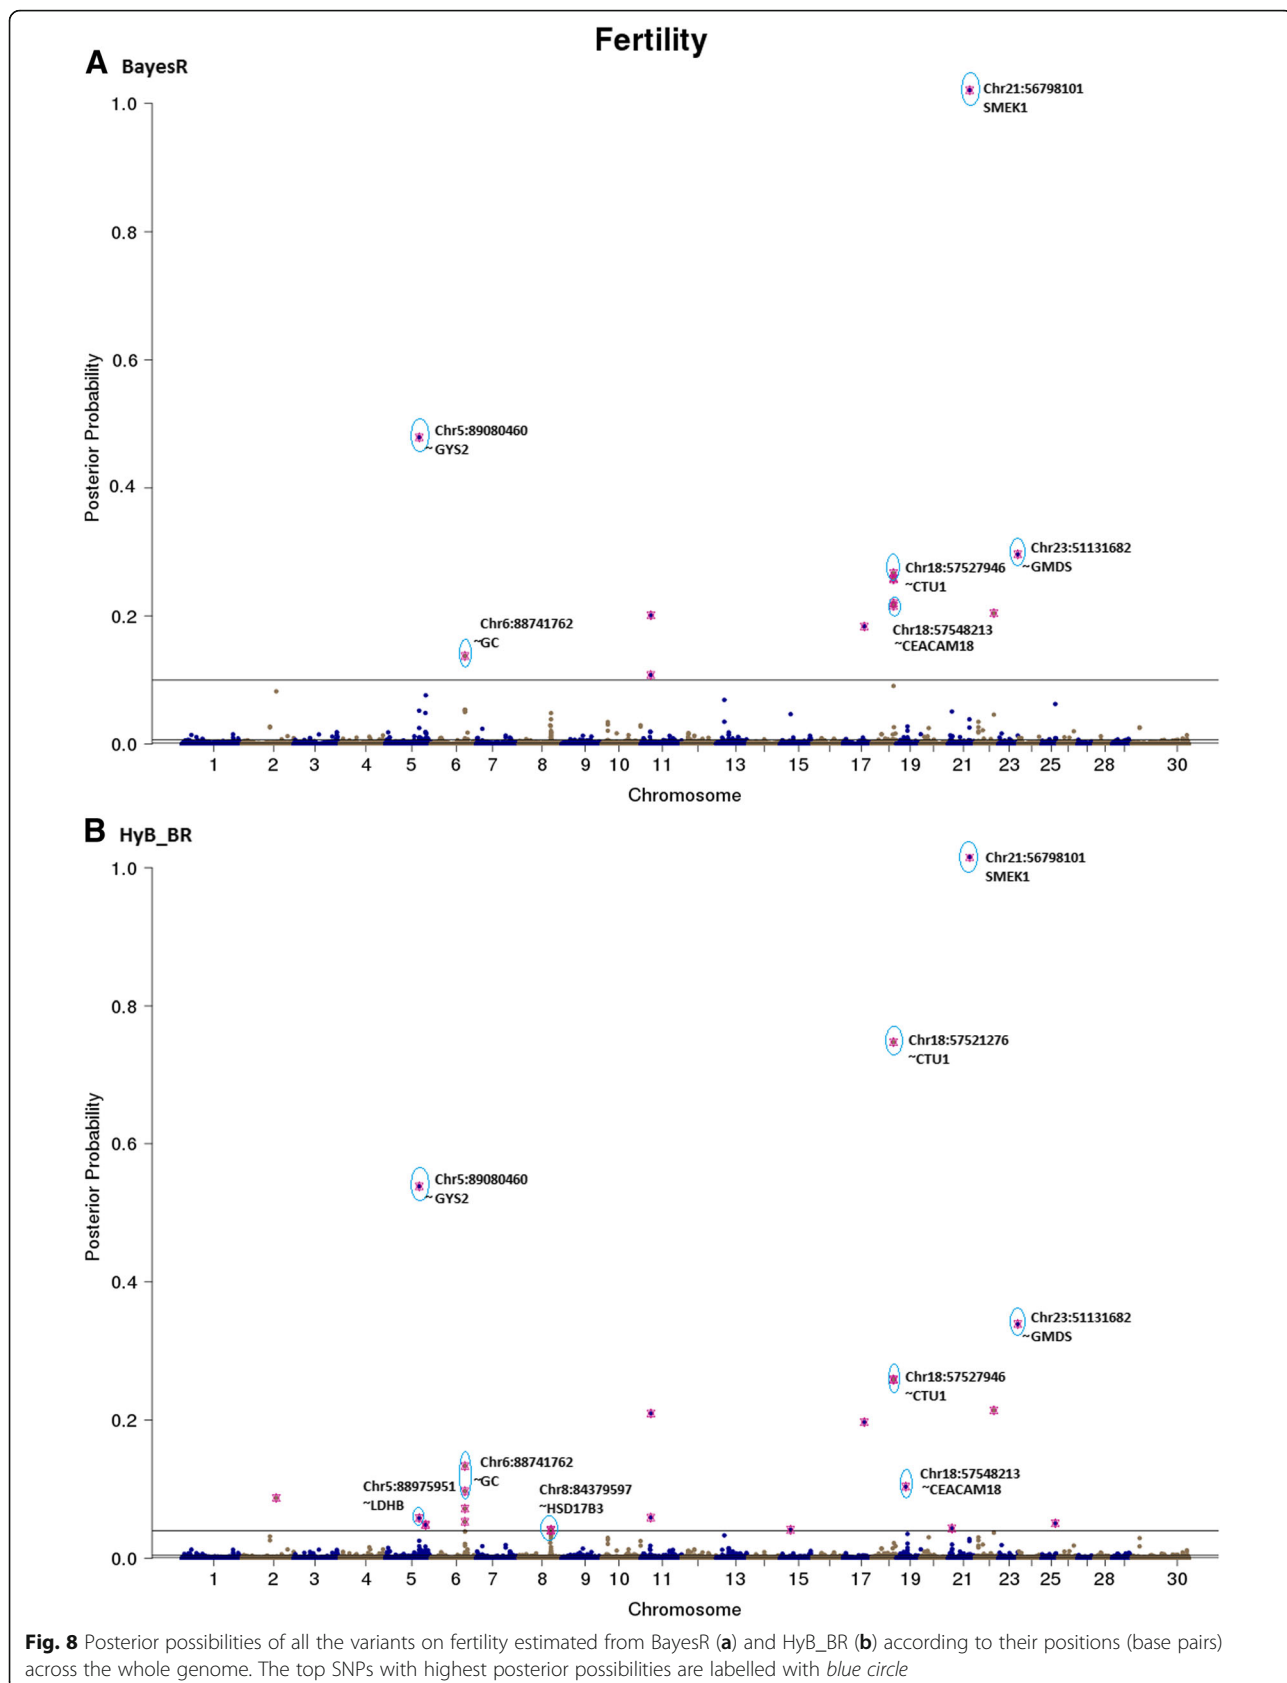 Fertility
A BayesR
Chr21:56798101
SMEK1
1.0
0.8
0.6
0.4
0.2
0.0
Posterior Probability
Chr5:89080460
~GYS2
Chr23:51131682
~GMDS
Chr18:57527946
~CTU1
Chr6:88741762
~GC
Chr18:57548213
~CEACAM18
1 2 3 4 5 6 7 8 9 10 11 13 15 17 19 21 23 25 28 30
Chromosome
B HyB_BR
Chr21:56798101
SMEK1
1.0
0.8
0.6
0.4
0.2
0.0
Posterior Probability
Chr18:57521276
~CTU1
Chr5:89080460
~GYS2
Chr23:51131682
~GMDS
Chr18:57527946
~CTU1
Chr6:88741762
~GC
Chr5:88975951
~LDHB
Chr8:84379597
~HSD17B3
Chr18:57548213
~CEACAM18
1 2 3 4 5 6 7 8 9 10 11 13 15 17 19 21 23 25 28 30
Chromosome
Fig. 8 Posterior possibilities of all the variants on fertility estimated from BayesR (a) and HyB_BR (b) according to their positions (base pairs)
across the whole genome. The top SNPs with highest posterior possibilities are labelled with blue circle